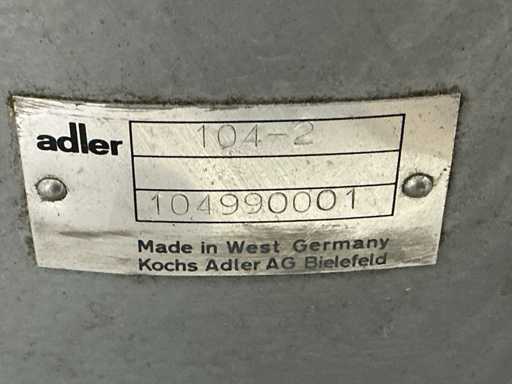 adler
104-2
104990001
Made in West Germany
Kochs Adler AG Bielefeld